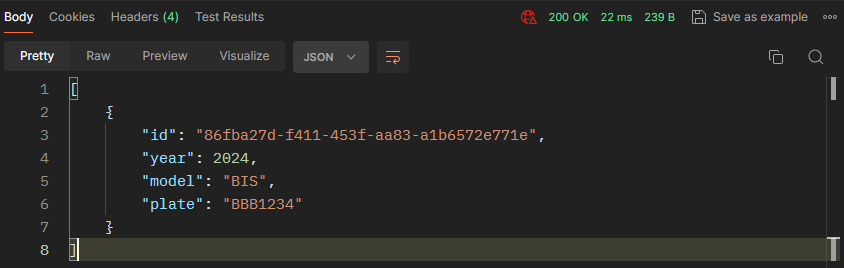 Body Cookies Headers (4) Test Results 200 OK 22 ms 239 B Save as example
Pretty Raw Preview Visualize JSON
1 [
2 {
3 "id": "86fba27d-f411-453f-aa83-a1b6572e771e",
4 "year": 2024,
5 "model": "BIS",
6 "plate": "BBB1234"
7 }
8 ]